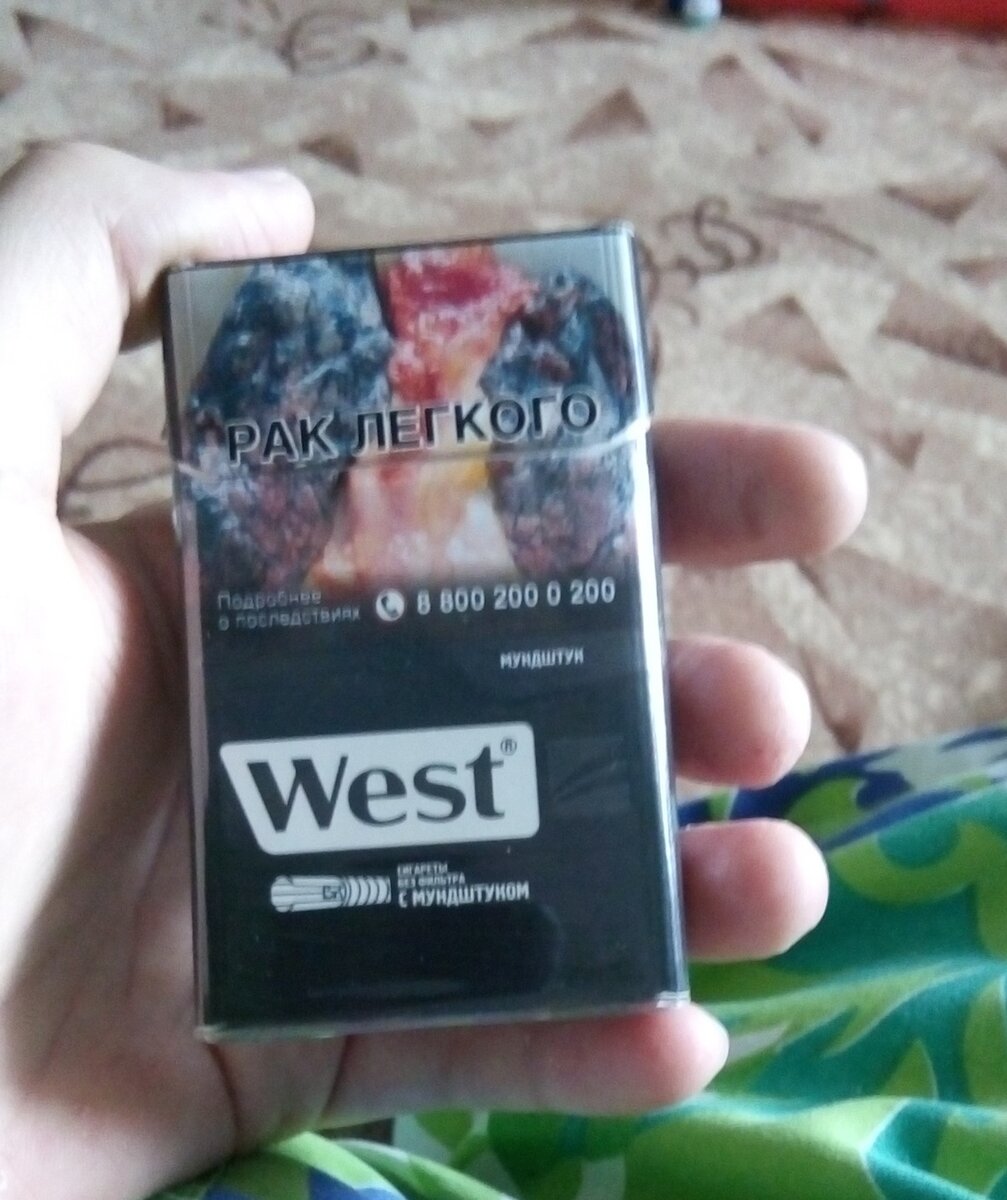 РАК ЛЕГКОГО
Подробнее
о последствиях 8 800 200 0 200
МУНДШТУК
West®
СИГАРЕТЫ
БЕЗ ФИЛЬТРА
С МУНДШТУКОМ